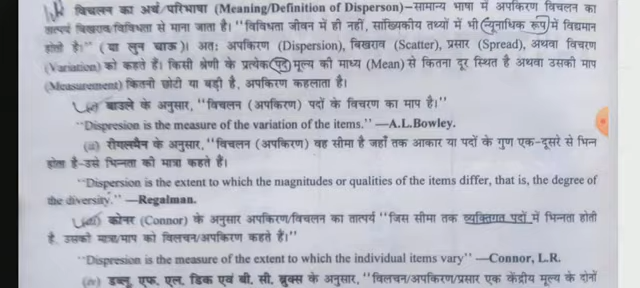 विचलन का अर्थ/परिभाषा (Meaning/Definition of Disperson)—सामान्य भाषा में अपकिरण विचलन का
तात्पर्य बिखराव/विविधता से माना जाता है। "विविधता जीवन में ही नहीं, सांख्यिकीय तथ्यों में भी न्यूनाधिक रूप में विद्यमान
होती है।" (या लुन चाऊ)। अतः अपकिरण (Dispersion), बिखराव (Scatter), प्रसार (Spread), अथवा विचरण
(Variation) को कहते हैं। किसी श्रेणी के प्रत्येक पद मूल्य की माध्य (Mean) से कितना दूर स्थित है अथवा उसकी माप
(Measurement) कितनी छोटी या बड़ी है, अपकिरण कहलाता है।
(i) बाउले के अनुसार, "विचलन (अपकिरण) पदों के विचरण का माप है।"
"Dispresion is the measure of the variation of the items." —A.L.Bowley.
(ii) रीगलमैन के अनुसार, "विचलन (अपकिरण) वह सीमा है जहाँ तक आकार या पदों के गुण एक-दूसरे से भिन्न
होता है-उसे भिन्नता की मात्रा कहते हैं।
"Dispersion is the extent to which the magnitudes or qualities of the items differ, that is, the degree of
the diversity." —Regalman.
(iii) कोनर (Connor) के अनुसार अपकिरण/विचलन का तात्पर्य "जिस सीमा तक व्यक्तिगत पदों में भिन्नता होती
है, उसकी मात्रा/माप को विलचन/अपकिरण कहते हैं।"
"Dispresion is the measure of the extent to which the individual items vary" —Connor, L.R.
(iv) डब्लू. एफ. एल. डिक एवं बी. सी. ब्रुक्स के अनुसार, "विचलन/अपकिरण/प्रसार एक केंद्रीय मूल्य के दोनों